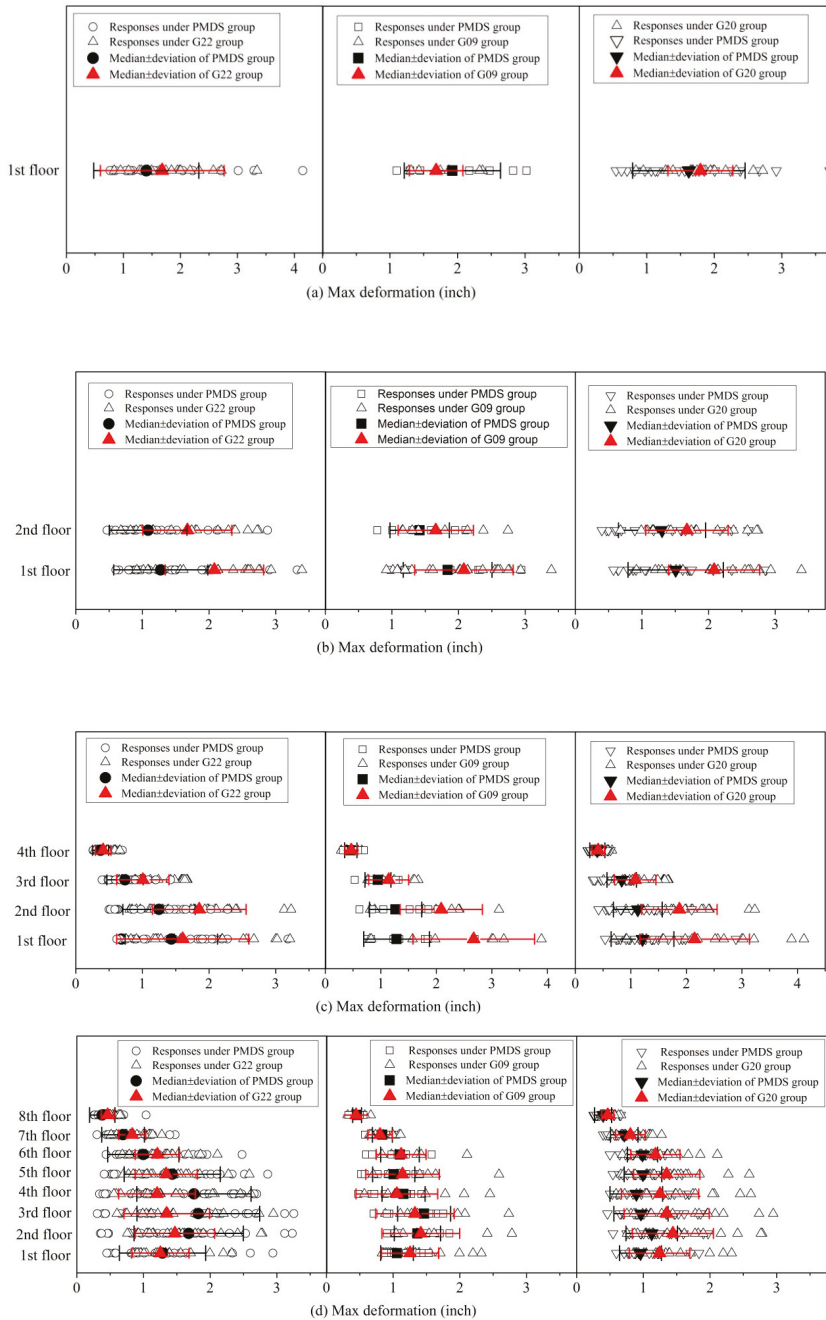 Responses under PMDS group
Responses under G22 group
Median±deviation of PMDS group
Median±deviation of G22 group
Responses under PMDS group
Responses under G09 group
Median±deviation of PMDS group
Median±deviation of G09 group
Responses under G20 group
Responses under PMDS group
Median±deviation of PMDS group
Median±deviation of G20 group
1st floor
0 1 2 3 4 0 1 2 3 0 1 2 3
(a) Max deformation (inch)
Responses under PMDS group
Responses under G22 group
Median±deviation of PMDS group
Median±deviation of G22 group
Responses under PMDS group
Responses under G09 group
Median±deviation of PMDS group
Median±deviation of G09 group
Responses under PMDS group
Responses under G20 group
Median±deviation of PMDS group
Median±deviation of G20 group
2nd floor
1st floor
0 1 2 3 0 1 2 3 0 1 2 3
(b) Max deformation (inch)
Responses under PMDS group
Responses under G22 group
Median±deviation of PMDS group
Median±deviation of G22 group
Responses under PMDS group
Responses under G09 group
Median±deviation of PMDS group
Median±deviation of G09 group
Responses under PMDS group
Responses under G20 group
Median±deviation of PMDS group
Median±deviation of G20 group
4th floor
3rd floor
2nd floor
1st floor
0 1 2 3 0 1 2 3 4 0 1 2 3 4
(c) Max deformation (inch)
Responses under PMDS group
Responses under G22 group
Median±deviation of PMDS group
Median±deviation of G22 group
Responses under PMDS group
Responses under G09 group
Median±deviation of PMDS group
Median±deviation of G09 group
Responses under PMDS group
Responses under G20 group
Median±deviation of PMDS group
Median±deviation of G20 group
8th floor
7th floor
6th floor
5th floor
4th floor
3rd floor
2nd floor
1st floor
0 1 2 3 0 1 2 3 0 1 2 3
(d) Max deformation (inch)